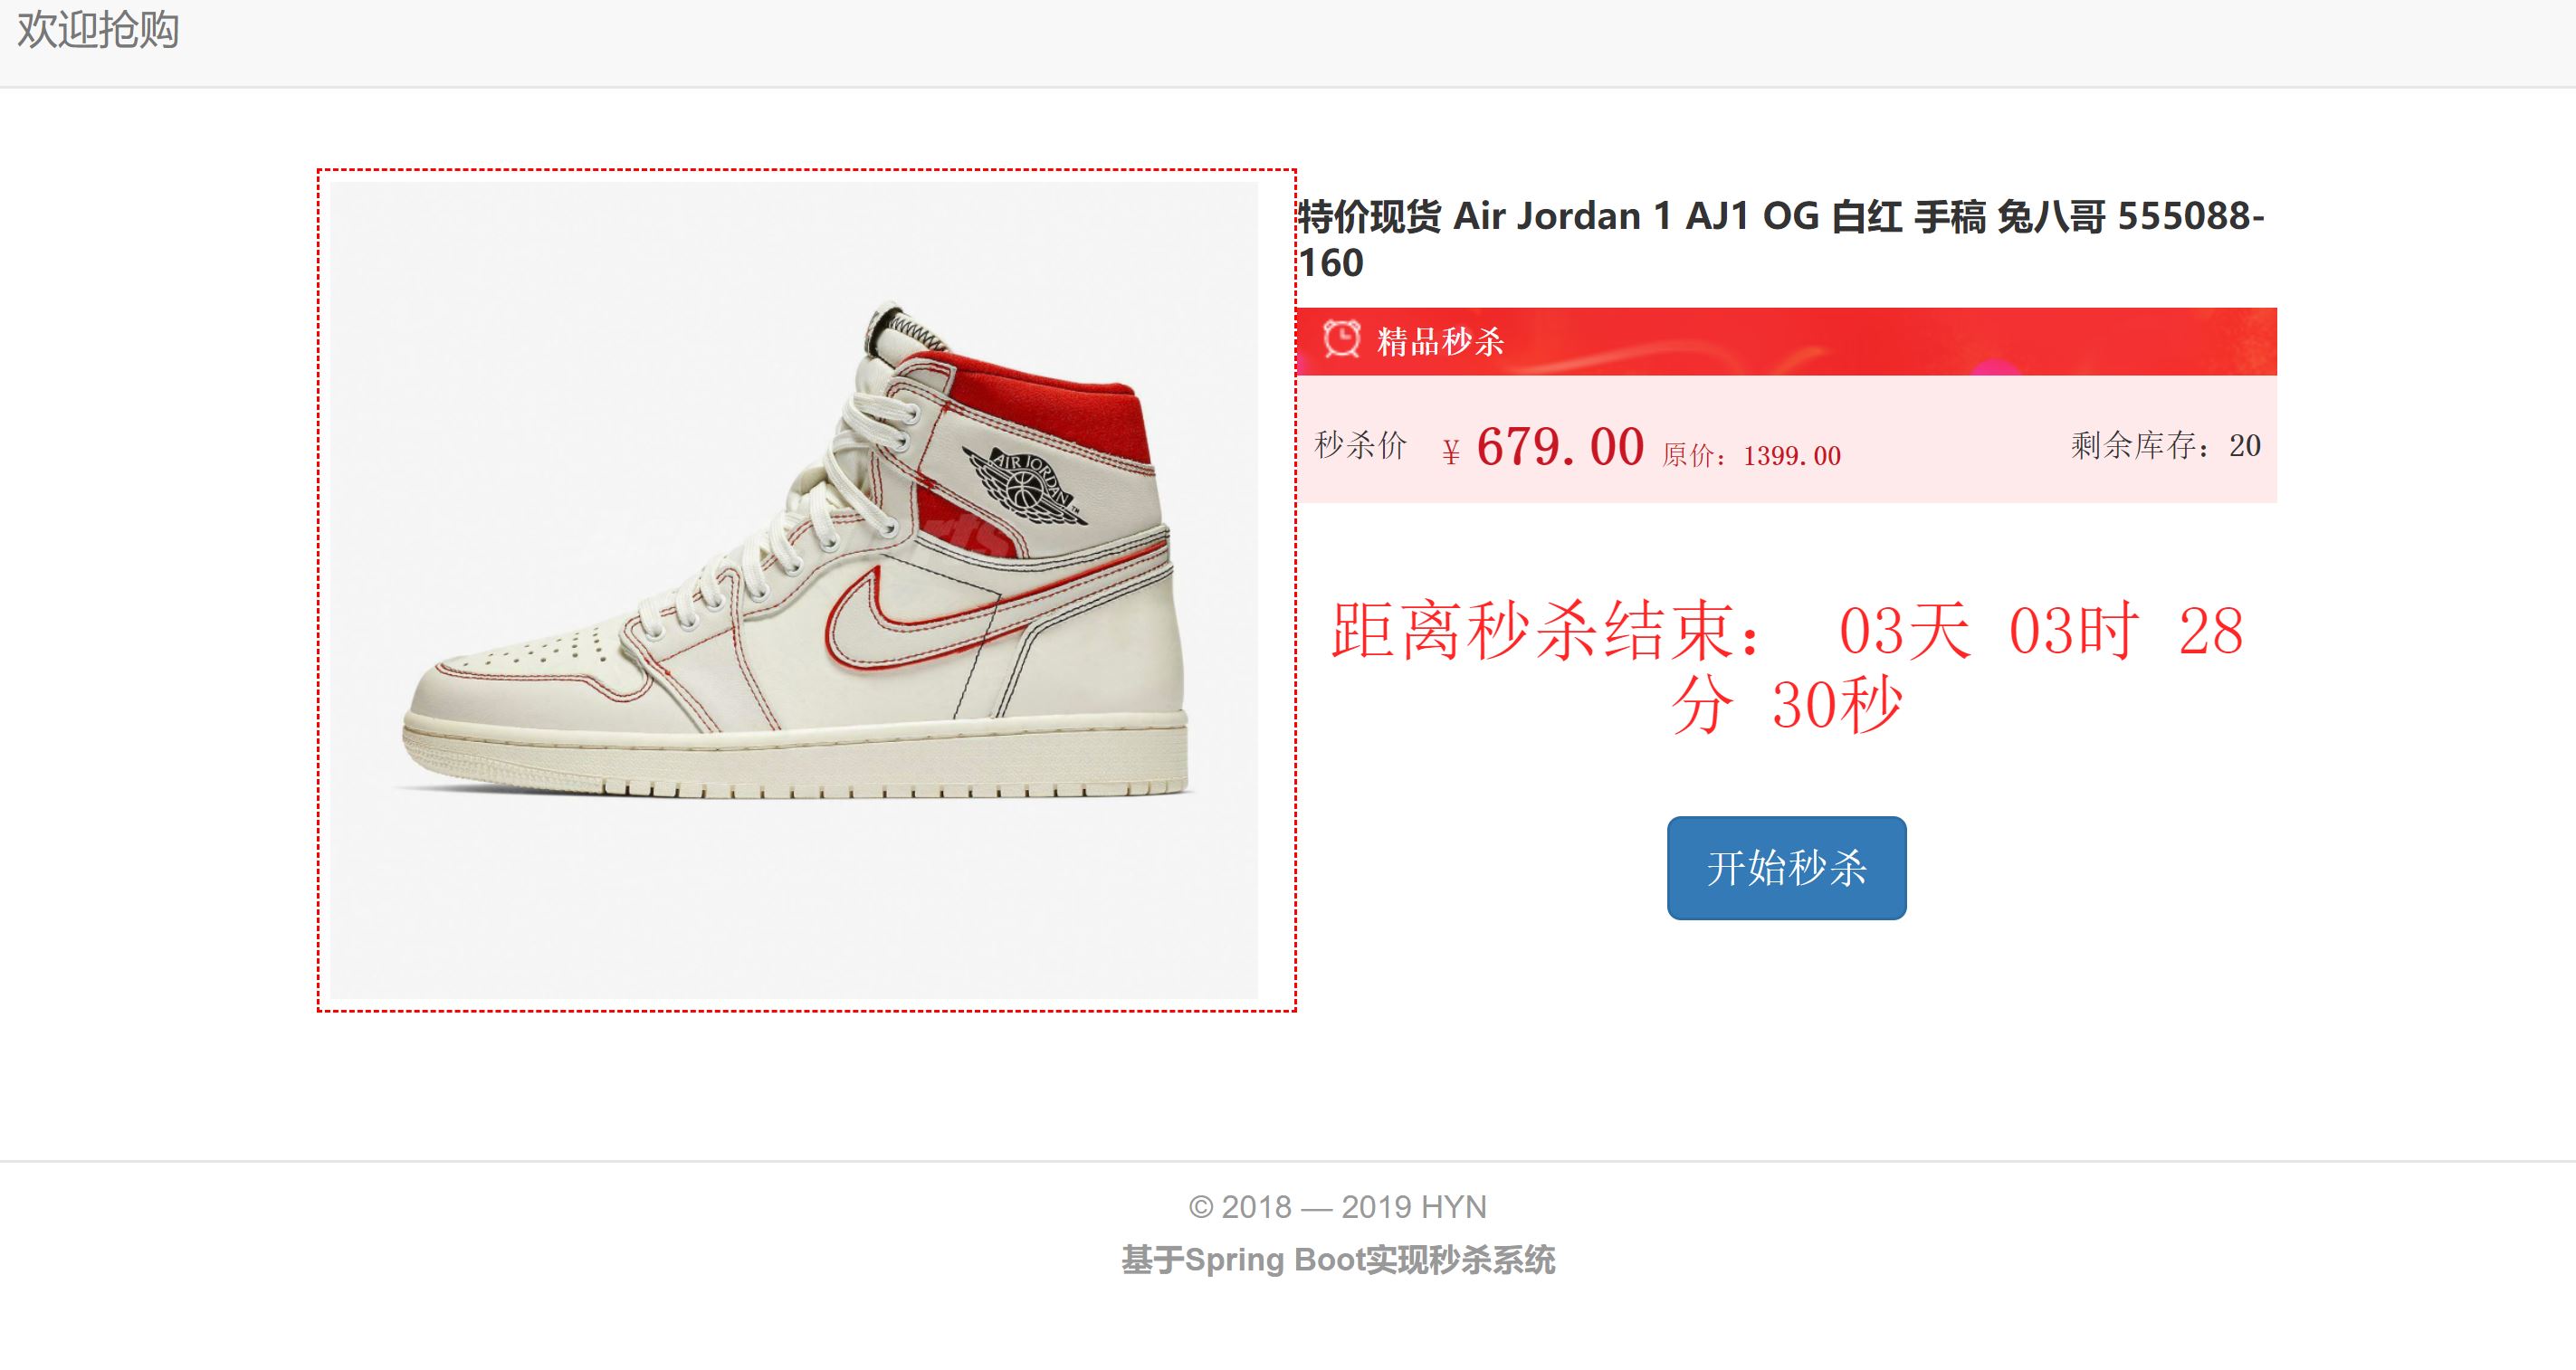 欢迎抢购
特价现货 Air Jordan 1 AJ1 OG 白红 手稿 兔八哥 555088-
160
精品秒杀
秒杀价 ¥ 679.00 原价：1399.00 剩余库存：20
AIR JORDAN
TM
距离秒杀结束： 03天 03时 28
分 30秒
开始秒杀
© 2018 — 2019 HYN
基于Spring Boot实现秒杀系统